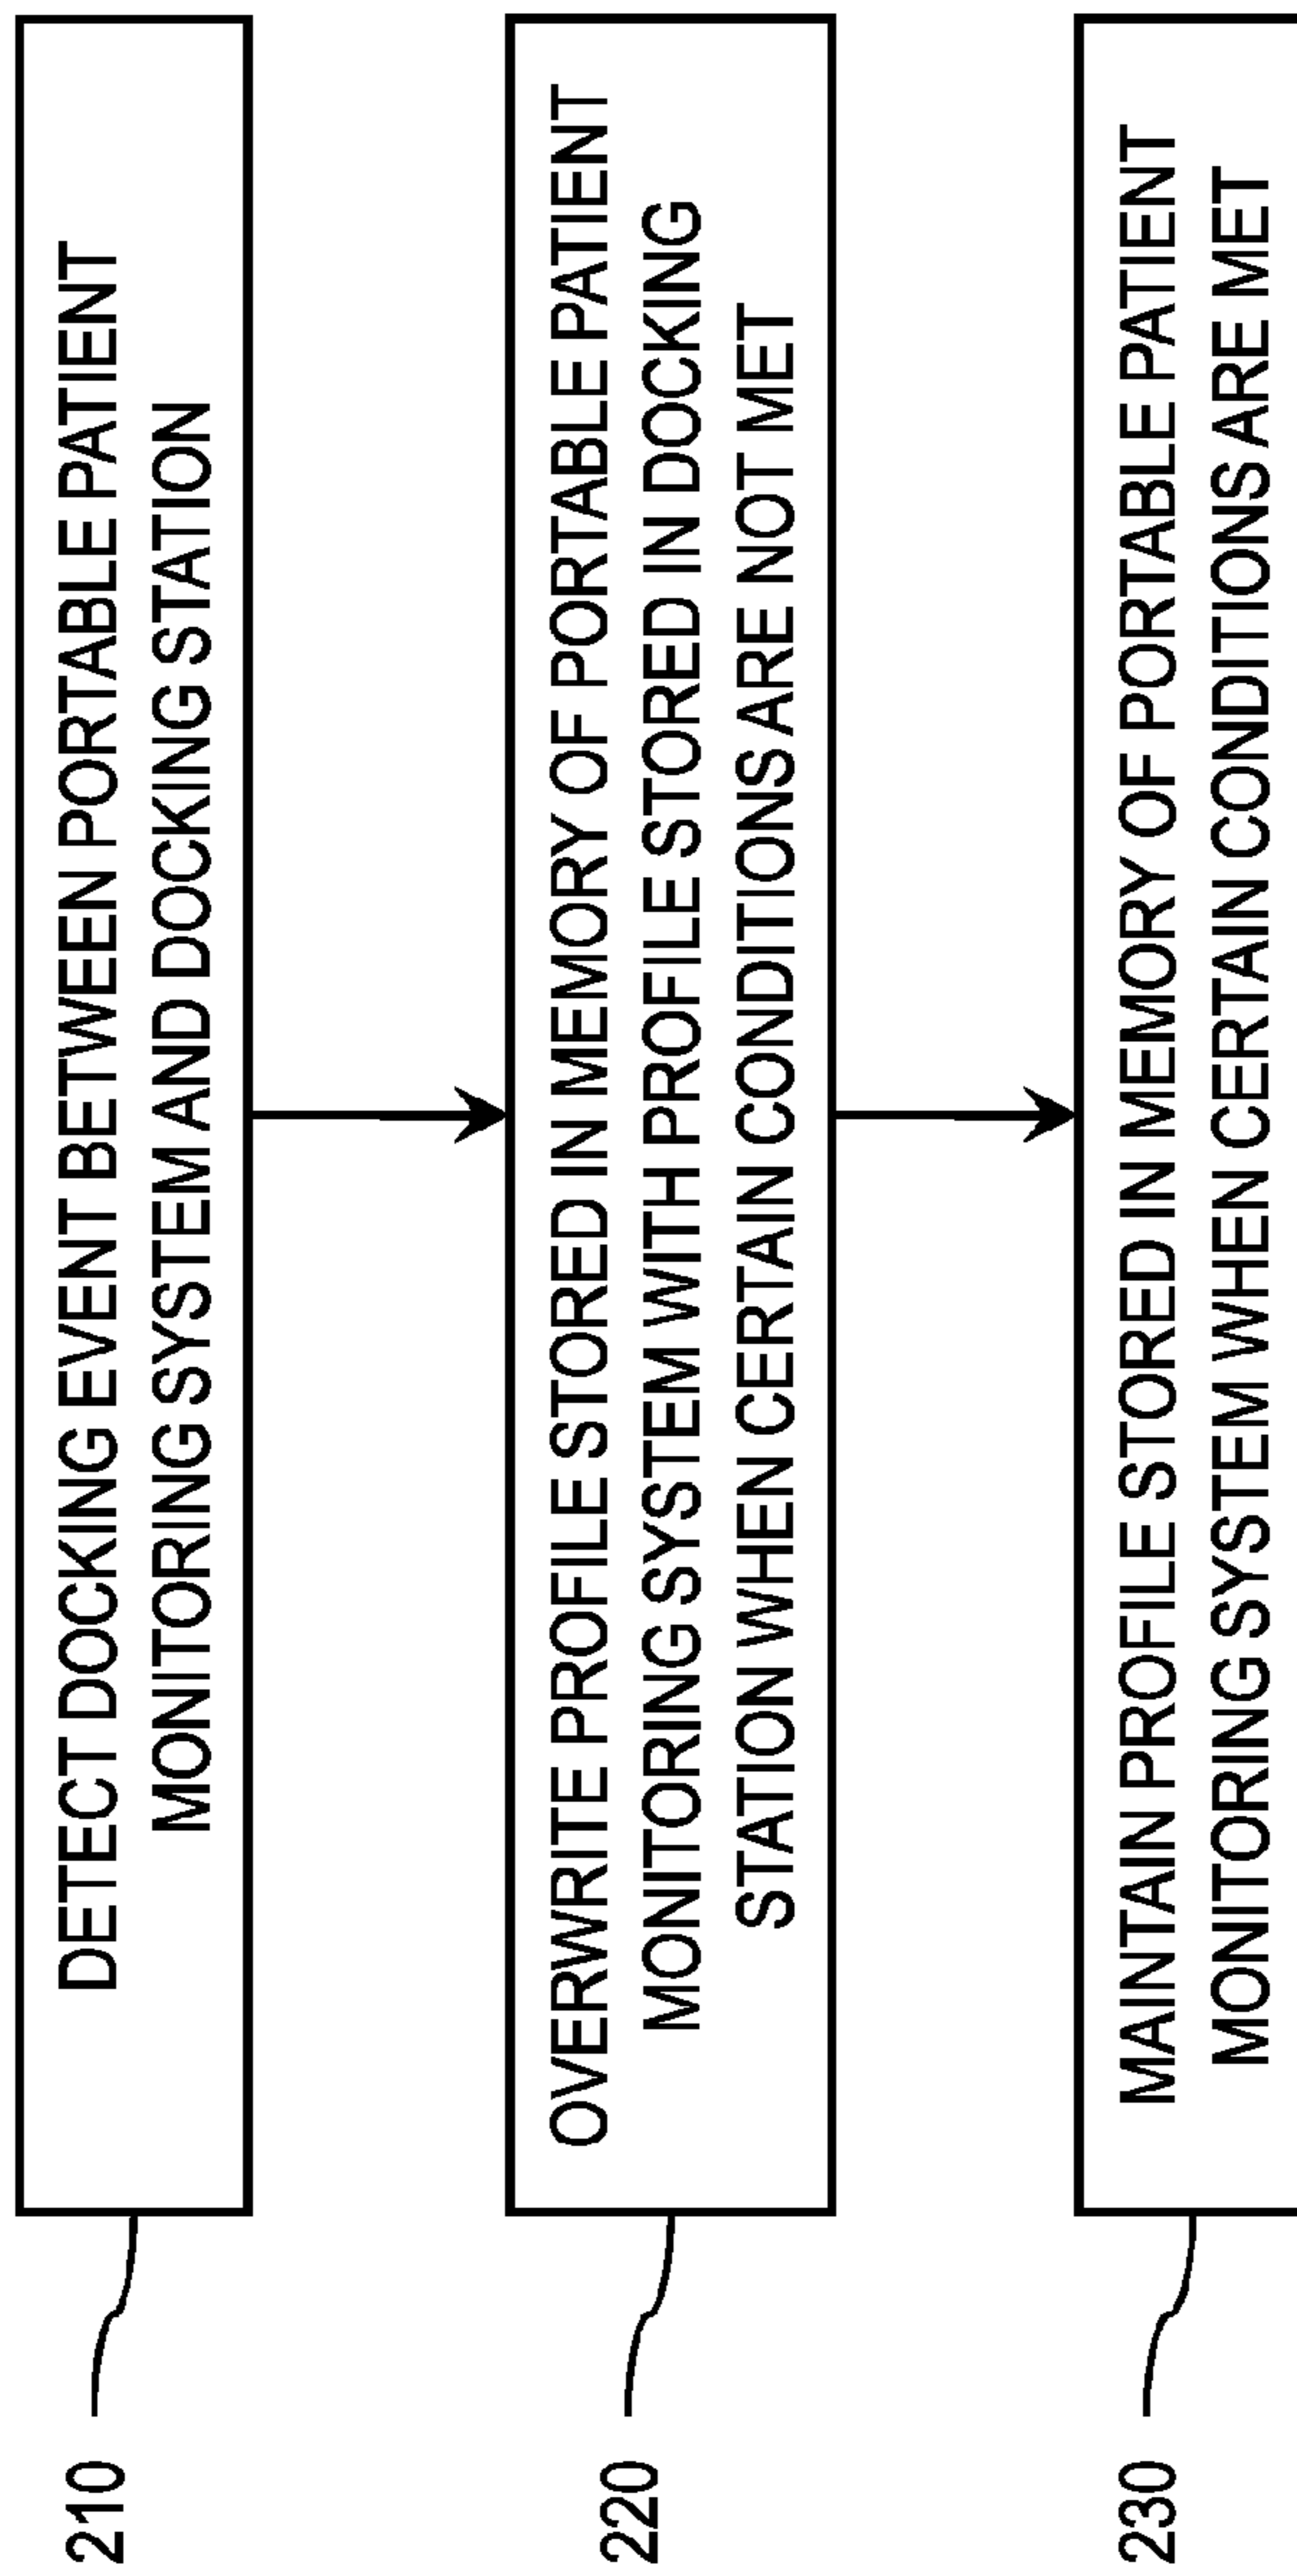 210
DETECT DOCKING EVENT BETWEEN PORTABLE PATIENT
MONITORING SYSTEM AND DOCKING STATION
220
OVERWRITE PROFILE STORED IN MEMORY OF PORTABLE PATIENT
MONITORING SYSTEM WITH PROFILE STORED IN DOCKING
STATION WHEN CERTAIN CONDITIONS ARE NOT MET
230
MAINTAIN PROFILE STORED IN MEMORY OF PORTABLE PATIENT
MONITORING SYSTEM WHEN CERTAIN CONDITIONS ARE MET